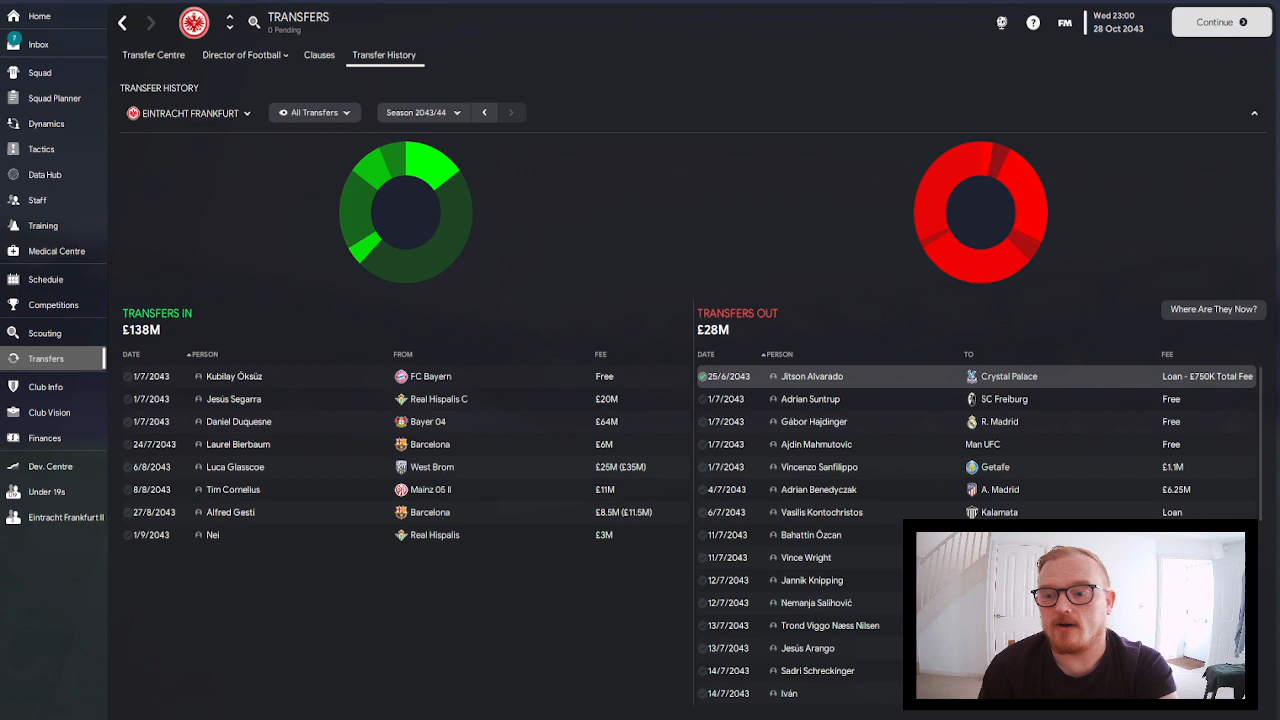 Home
7
Inbox
Squad
Squad Planner
Dynamics
Tactics
Data Hub
Staff
Training
Medical Centre
Schedule
Competitions
Scouting
Transfers
Club Info
Club Vision
Finances
Dev. Centre
U19
Under 19s
Eintracht Frankfurt II
TRANSFERS
0 Pending
?
FM
Wed 23:00
28 Oct 2043
Continue
Transfer Centre
Director of Football
Clauses
Transfer History
TRANSFER HISTORY
EINTRACHT FRANKFURT
All Transfers
Season 2043/44
TRANSFERS IN
£138M
DATE PERSON FROM FEE
1/7/2043 Kubilay Öksüz FC Bayern Free
1/7/2043 Jesús Segarra Real Hispalis C £20M
1/7/2043 Daniel Duquesne Bayer 04 £64M
24/7/2043 Laurel Bierbaum Barcelona £6M
6/8/2043 Luca Glasscoe West Brom £25M (£35M)
8/8/2043 Tim Cornelius Mainz 05 II £11M
27/8/2043 Alfred Gestí Barcelona £8.5M (£11.5M)
1/9/2043 Nei Real Hispalis £3M
TRANSFERS OUT
£28M
Where Are They Now?
DATE PERSON TO FEE
25/6/2043 Jitson Alvarado Crystal Palace Loan - £750K Total Fee
1/7/2043 Adrian Suntrup SC Freiburg Free
1/7/2043 Gábor Hajdinger R. Madrid Free
1/7/2043 Ajdin Mahmutovic Man UFC Free
1/7/2043 Vincenzo Sanfilippo Getafe £1.1M
4/7/2043 Adrian Benedyczak A. Madrid £6.25M
6/7/2043 Vasilis Kontochristos Kalamata Loan
11/7/2043 Bahattin Özcan
11/7/2043 Vince Wright
12/7/2043 Jannik Knipping
12/7/2043 Nemanja Salihović
13/7/2043 Trond Viggo Næss Nilsen
13/7/2043 Jesús Arango
14/7/2043 Sadri Schreckinger
14/7/2043 Iván